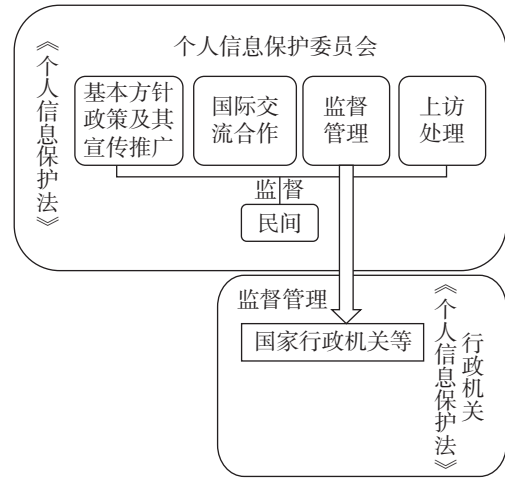 《个人信息保护法》
个人信息保护委员会
基本方针
政策及其
宣传推广
国际交
流合作
监督
管理
上访
处理
监督
民间
监督管理
国家行政机关等
行政机关
《个人信息保护法》